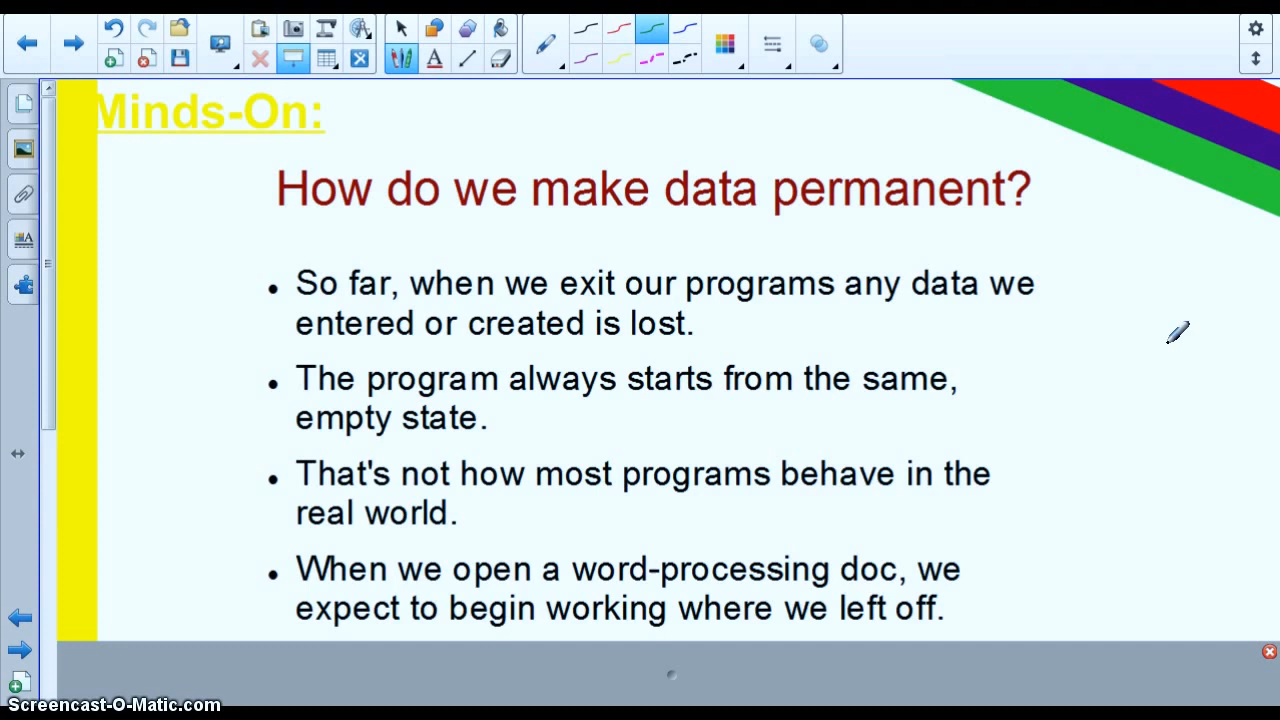 Minds-On:
How do we make data permanent?
• So far, when we exit our programs any data we
entered or created is lost.
• The program always starts from the same,
empty state.
• That's not how most programs behave in the
real world.
• When we open a word-processing doc, we
expect to begin working where we left off.
Screencast-O-Matic.com